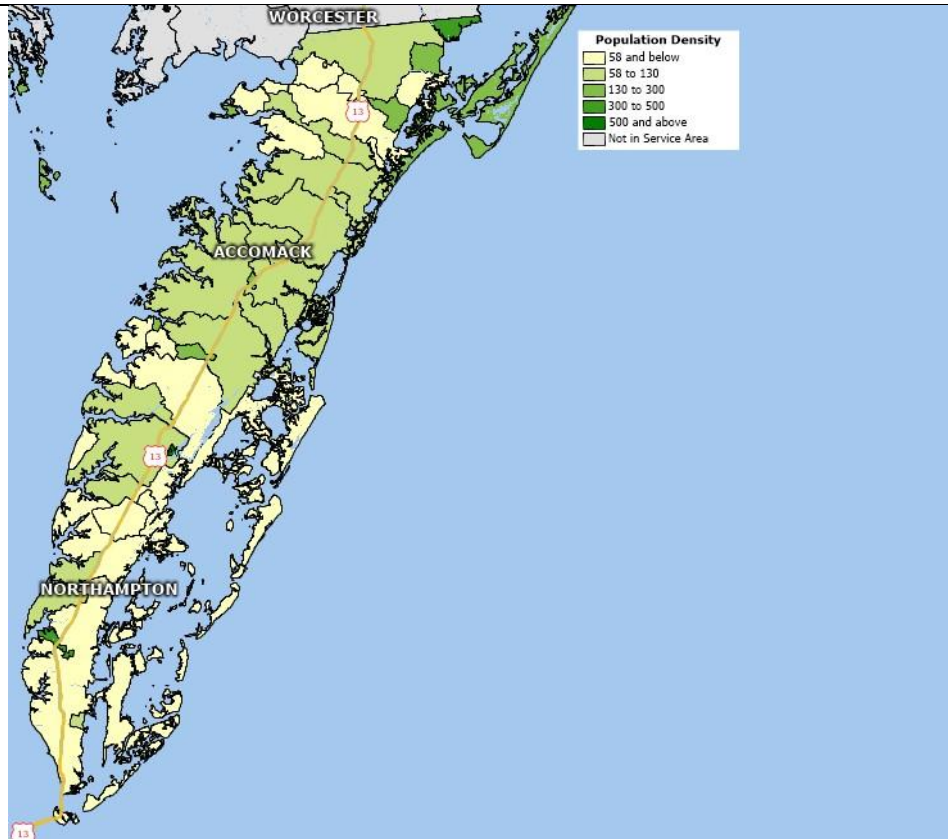 WORCESTER
Population Density
58 and below
58 to 130
130 to 300
300 to 500
500 and above
Not in Service Area
13
ACCOMACK
13
NORTHAMPTON
13